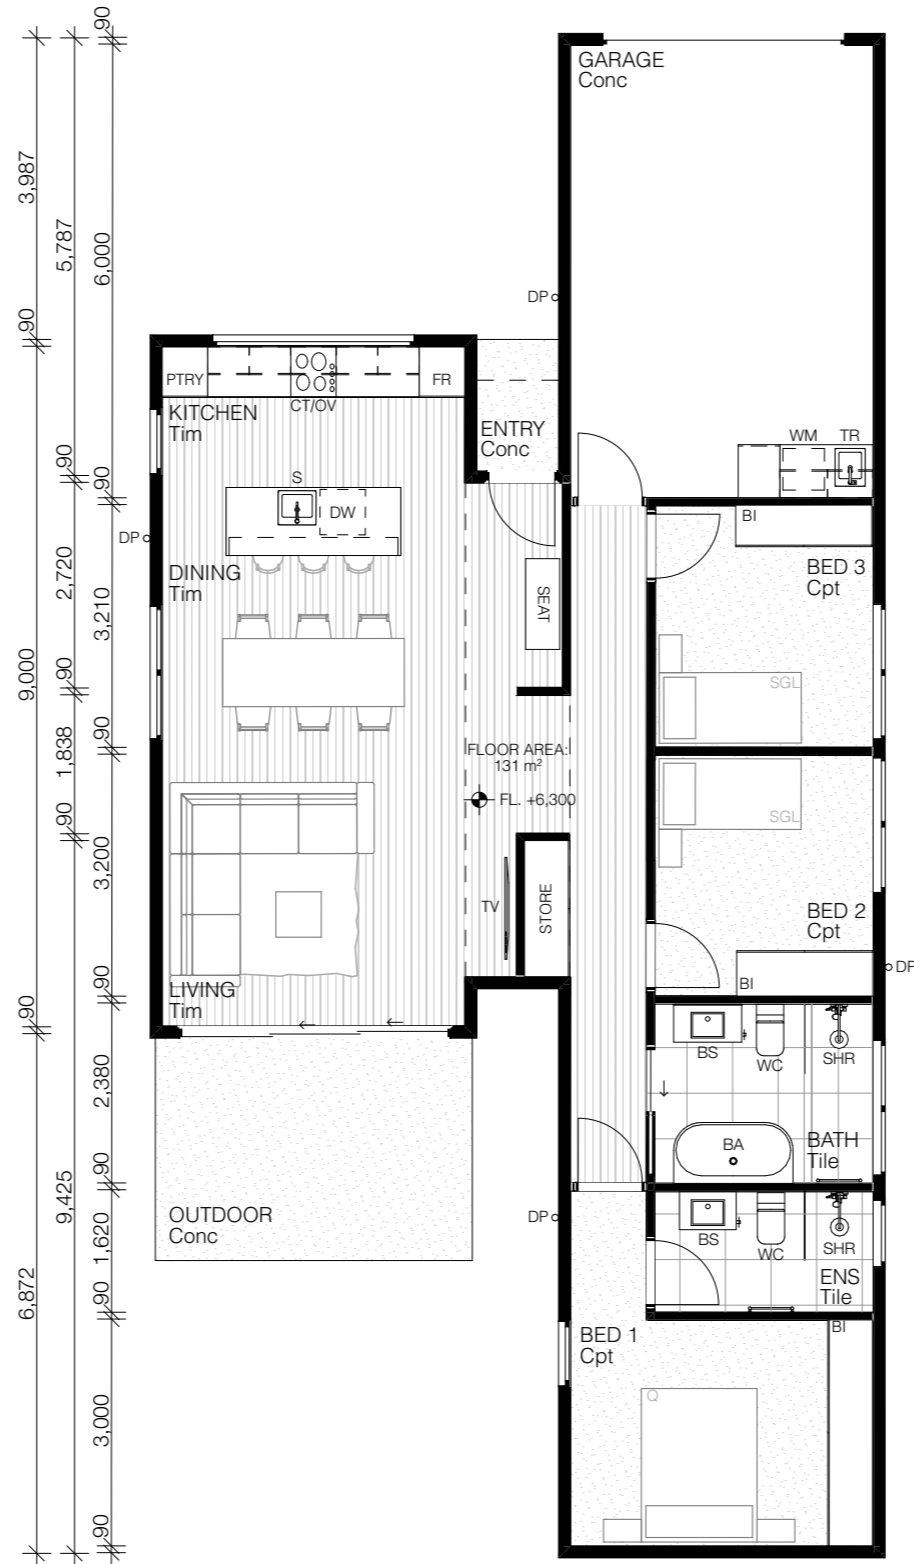 90
3,987
90
9,000
90
6,872
5,787
90
2,720
90
1,838
90
9,425
6,000
90
3,210
90
3,200
90
2,380
90
1,620
90
3,000
90
GARAGE
Conc
DP
WM
TR
PTRY
CT/OV
FR
KITCHEN
Tim
ENTRY
Conc
S
DW
DP
DINING
Tim
SEAT
BI
BED 3
Cpt
SGL
FLOOR AREA:
131 m²
FL. +6,300
SGL
TV
STORE
BED 2
Cpt
BI
DP
LIVING
Tim
BS
WC
SHR
BA
BATH
Tile
OUTDOOR
Conc
DP
BS
WC
SHR
ENS
Tile
BED 1
Cpt
BI
Q